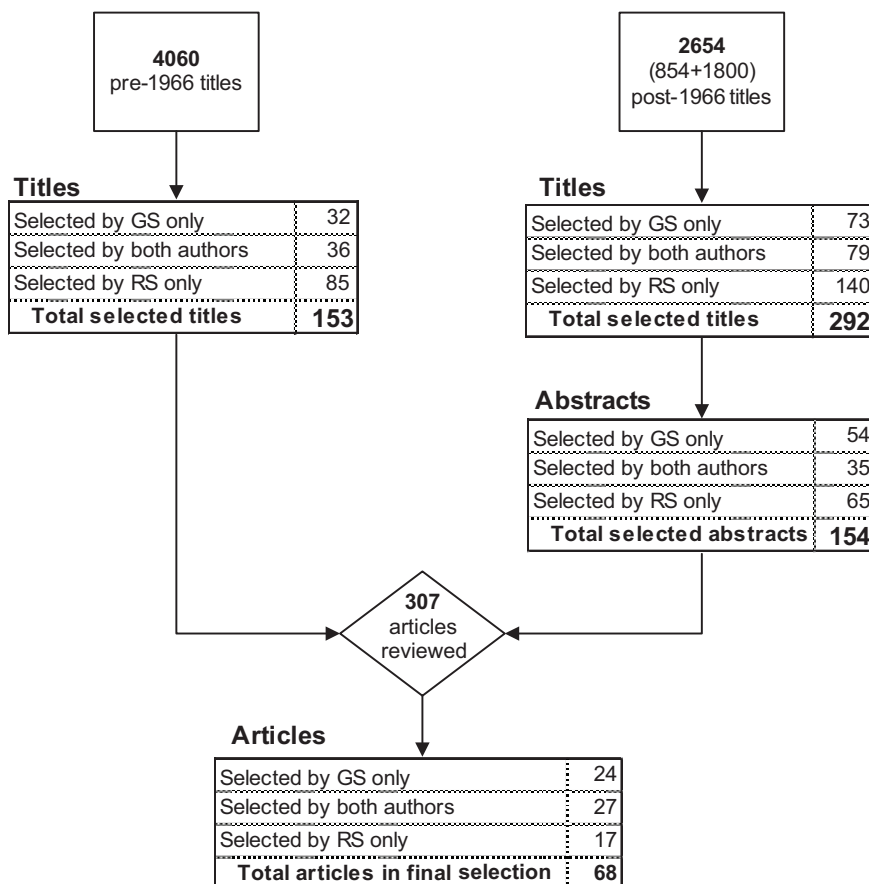 4060
pre-1966 titles
2654
(854+1800)
post-1966 titles
Titles
Selected by GS only 32
Selected by both authors 36
Selected by RS only 85
Total selected titles 153
Titles
Selected by GS only 73
Selected by both authors 79
Selected by RS only 140
Total selected titles 292
Abstracts
Selected by GS only 54
Selected by both authors 35
Selected by RS only 65
Total selected abstracts 154
307
articles
reviewed
Articles
Selected by GS only 24
Selected by both authors 27
Selected by RS only 17
Total articles in final selection 68